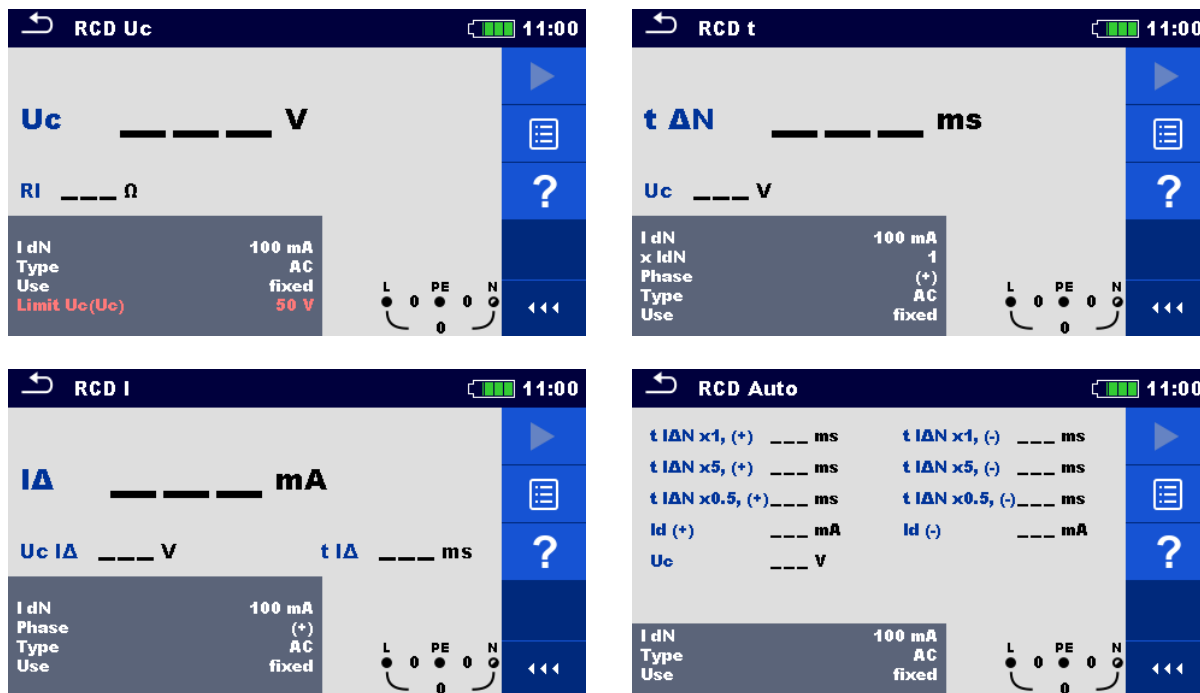 RCD Uc 11:00
Uc ___ V
RI ___ Ω
?
I dN 100 mA
Type AC
Use fixed
Limit Uc(Uc) 50 V
L PE N
0 0
0
RCD t 11:00
t ΔN ___ ms
Uc ___ V
?
I dN 100 mA
x IdN 1
Phase (+)
Type AC
Use fixed
L PE N
0 0
0
RCD I 11:00
IΔ ___ mA
Uc IΔ ___ V t IΔ ___ ms
?
I dN 100 mA
Phase (+)
Type AC
Use fixed
L PE N
0 0
0
RCD Auto 11:00
t IΔN x1, (+) ___ ms t IΔN x1, (-) ___ ms
t IΔN x5, (+) ___ ms t IΔN x5, (-) ___ ms
t IΔN x0.5, (+)___ ms t IΔN x0.5, (-)___ ms
Id (+) ___ mA Id (-) ___ mA
Uc ___ V
?
I dN 100 mA
Type AC
Use fixed
L PE N
0 0
0